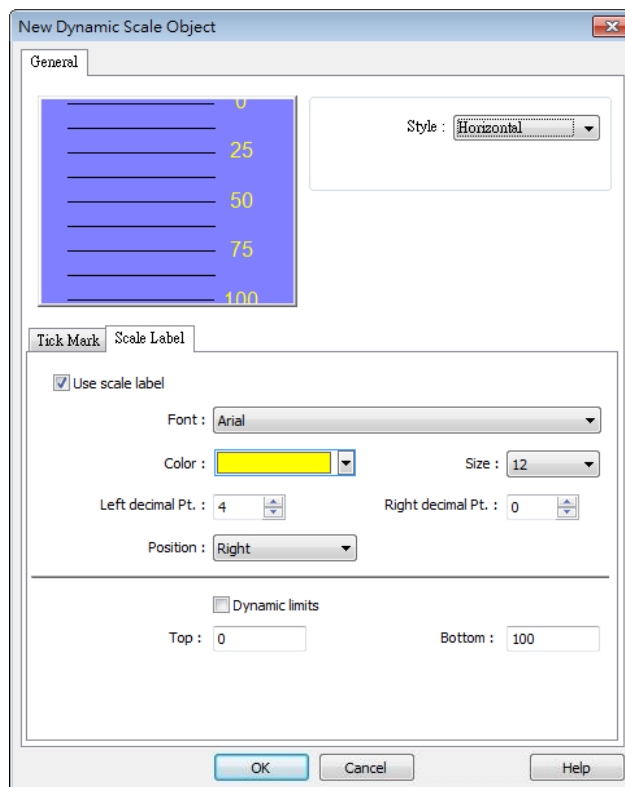 New Dynamic Scale Object
General
0
25
50
75
100
Style : Horizontal
Tick Mark Scale Label
Use scale label
Font : Arial
Color : Size : 12
Left decimal Pt. : 4 Right decimal Pt. : 0
Position : Right
Dynamic limits
Top : 0 Bottom : 100
OK Cancel Help